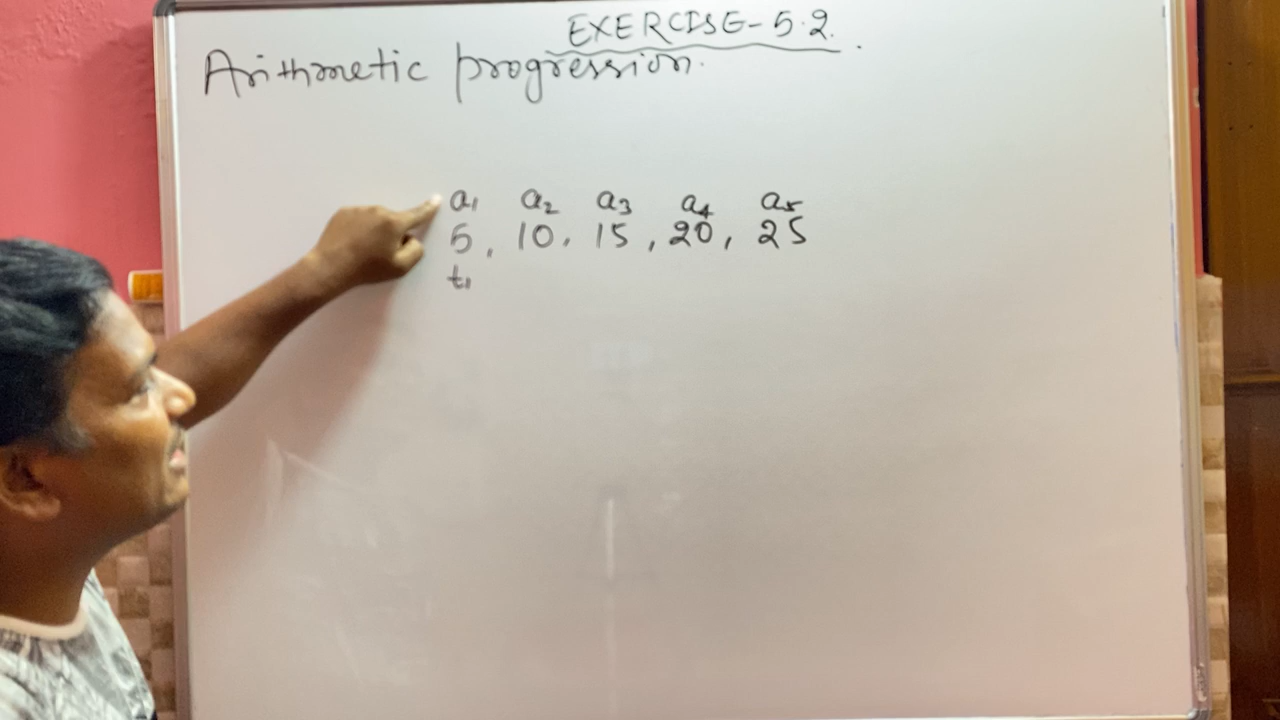 EXERCISE-5.2.
Arithmetic progression.
a₁ a₂ a₃ a₄ a₅
5, 10, 15, 20, 25
t₁